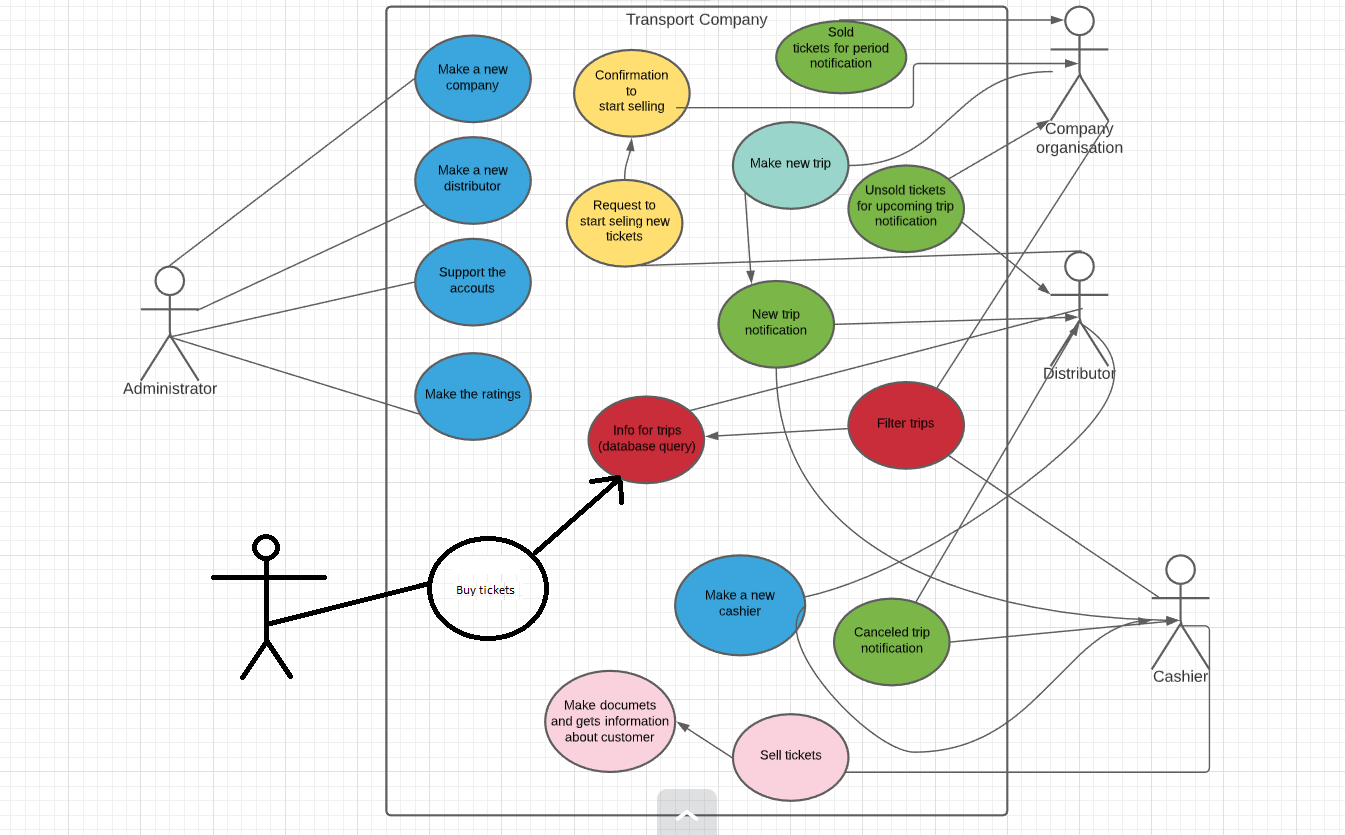 Transport Company
Sold
tickets for period
notification
Make a new
company
Confirmation
to
start selling
Company
organisation
Make new trip
Make a new
distributor
Unsold tickets
for upcoming trip
notification
Request to
start seling new
tickets
Support the
accouts
New trip
notification
Administrator
Distributor
Make the ratings
Info for trips
(database query)
Filter trips
Buy tickets
Make a new
cashier
Canceled trip
notification
Cashier
Make documets
and gets information
about customer
Sell tickets